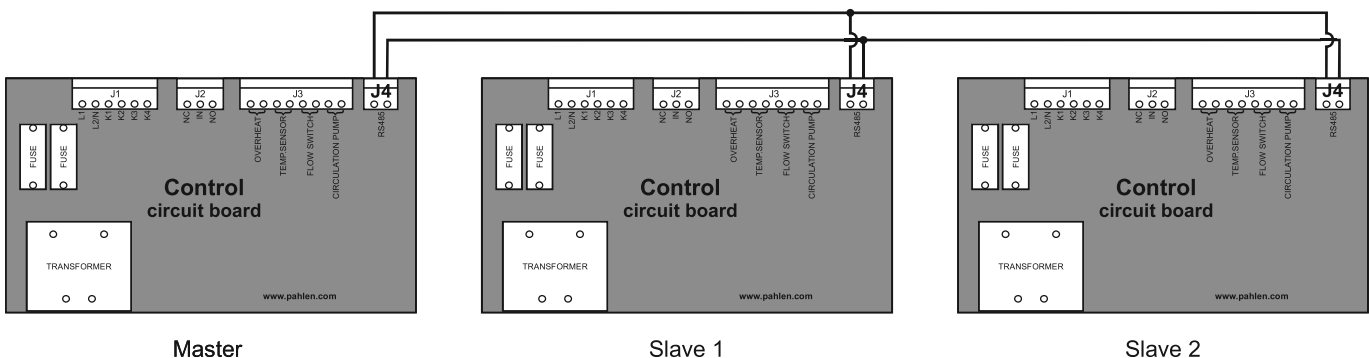 J1 J2 J3 J4
L1 L2/N K1 K2 K3 K4 NC IN NO OVERHEAT TEMP.SENSOR FLOW SWITCH CIRCULATION PUMP RS485
FUSE FUSE
Control
circuit board
TRANSFORMER
www.pahlen.com
Master
J1 J2 J3 J4
L1 L2/N K1 K2 K3 K4 NC IN NO OVERHEAT TEMP.SENSOR FLOW SWITCH CIRCULATION PUMP RS485
FUSE FUSE
Control
circuit board
TRANSFORMER
www.pahlen.com
Slave 1
J1 J2 J3 J4
L1 L2/N K1 K2 K3 K4 NC IN NO OVERHEAT TEMP.SENSOR FLOW SWITCH CIRCULATION PUMP RS485
FUSE FUSE
Control
circuit board
TRANSFORMER
www.pahlen.com
Slave 2